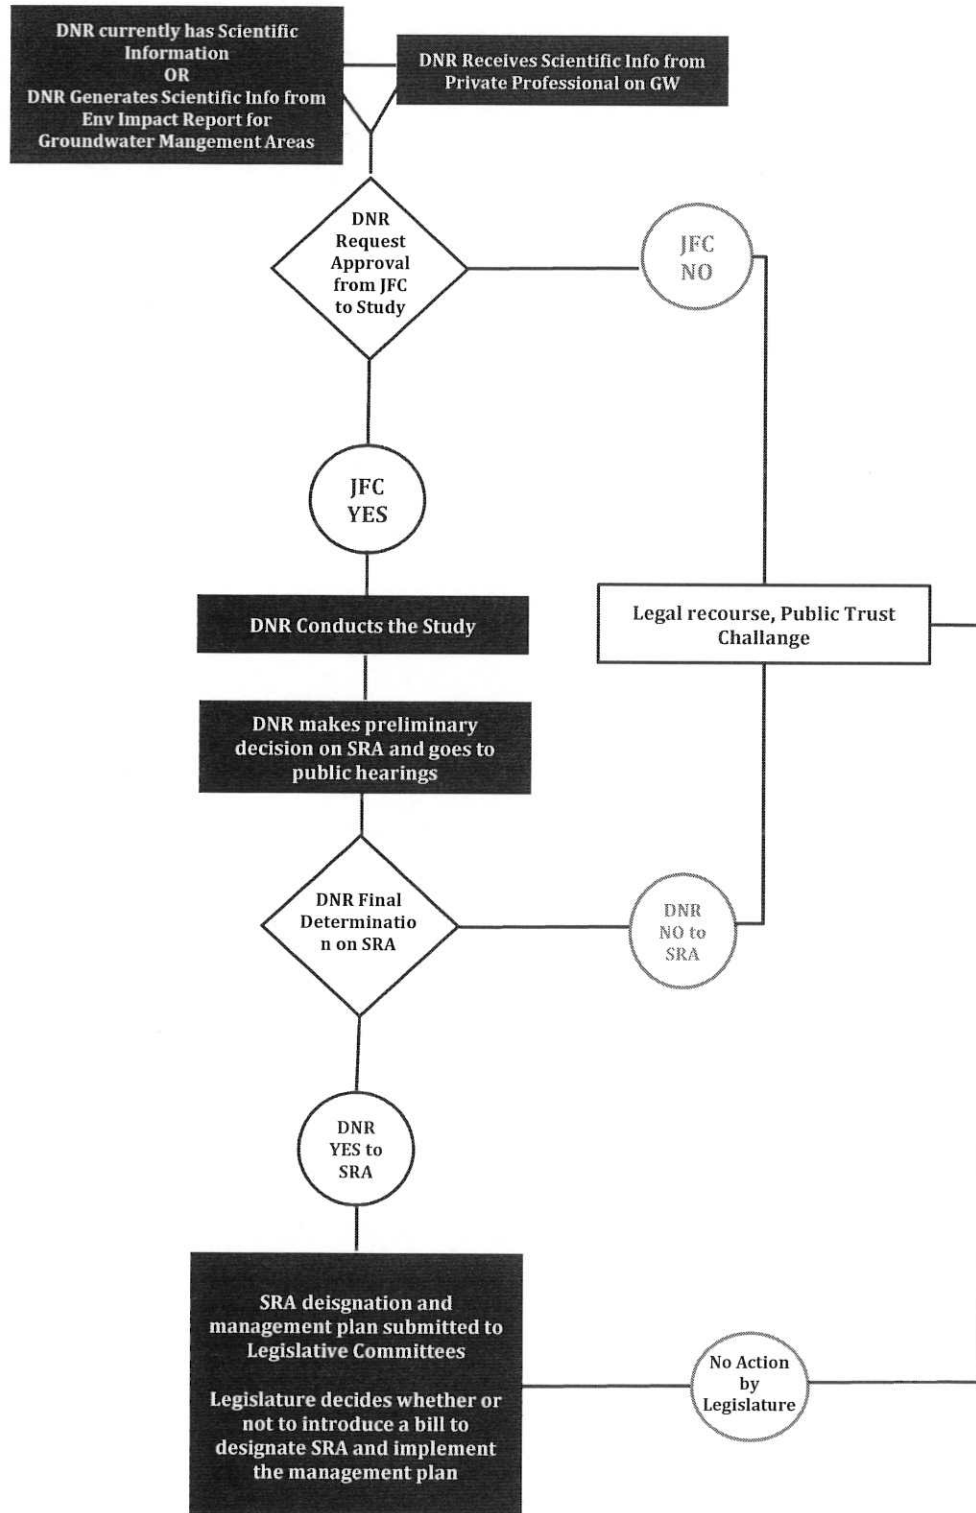 DNR currently has Scientific
Information
OR
DNR Generates Scientific Info from
Env Impact Report for
Groundwater Mangement Areas
DNR Receives Scientific Info from
Private Professional on GW
DNR
Request
Approval
from JFC
to Study
JFC
NO
JFC
YES
DNR Conducts the Study
Legal recourse, Public Trust
Challange
DNR makes preliminary
decision on SRA and goes to
public hearings
DNR Final
Determinatio
n on SRA
DNR
NO to
SRA
DNR
YES to
SRA
SRA deisgnation and
management plan submitted to
Legislative Committees
Legislature decides whether or
not to introduce a bill to
designate SRA and implement
the management plan
No Action
by
Legislature